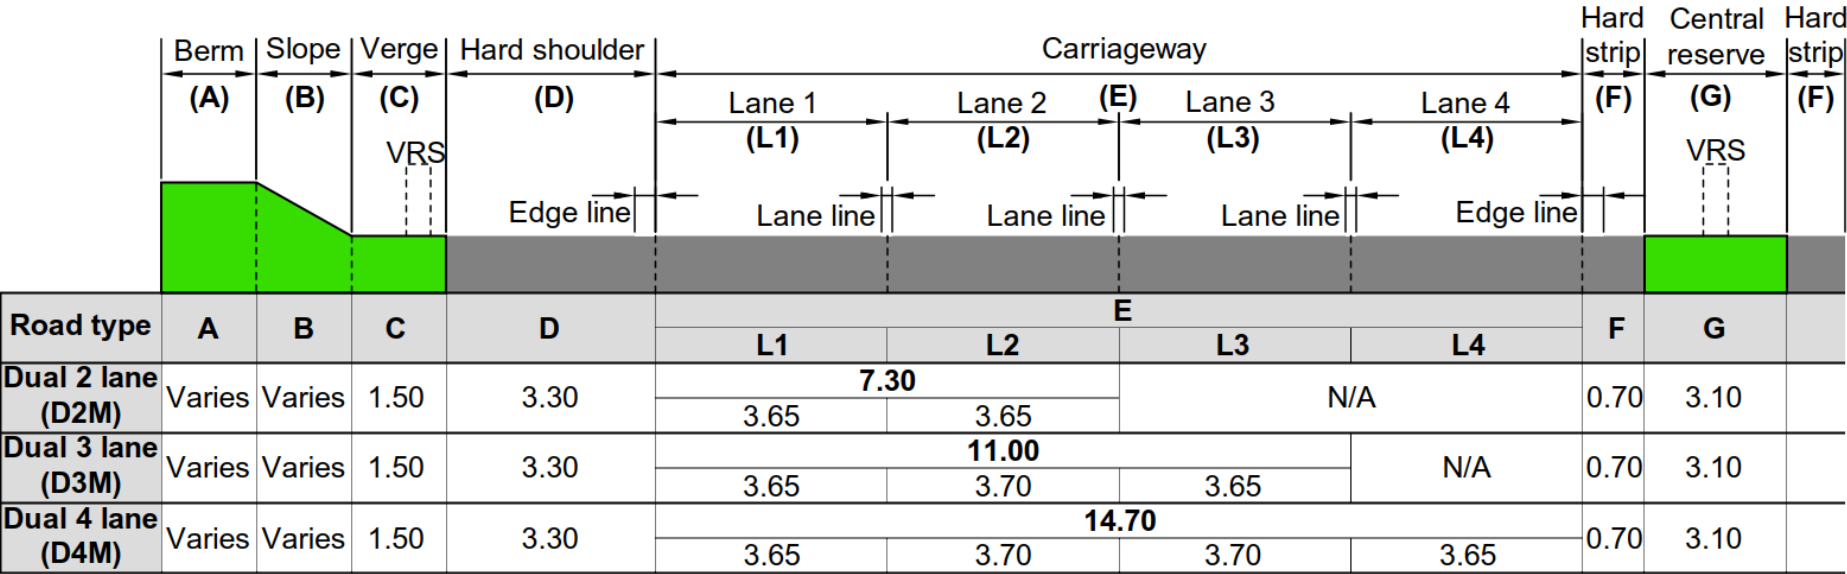 Berm Slope Verge Hard shoulder Carriageway Hard strip Central reserve Hard strip
(A) (B) (C) (D) (E) (F) (G) (F)
Lane 1 Lane 2 Lane 3 Lane 4
(L1) (L2) (L3) (L4)
VRS VRS
Edge line Lane line Lane line Lane line Edge line
Road type A B C D E F G
L1 L2 L3 L4
Dual 2 lane (D2M) Varies Varies 1.50 3.30 7.30 N/A 0.70 3.10
3.65 3.65
Dual 3 lane (D3M) Varies Varies 1.50 3.30 11.00 N/A 0.70 3.10
3.65 3.70 3.65
Dual 4 lane (D4M) Varies Varies 1.50 3.30 14.70 0.70 3.10
3.65 3.70 3.70 3.65